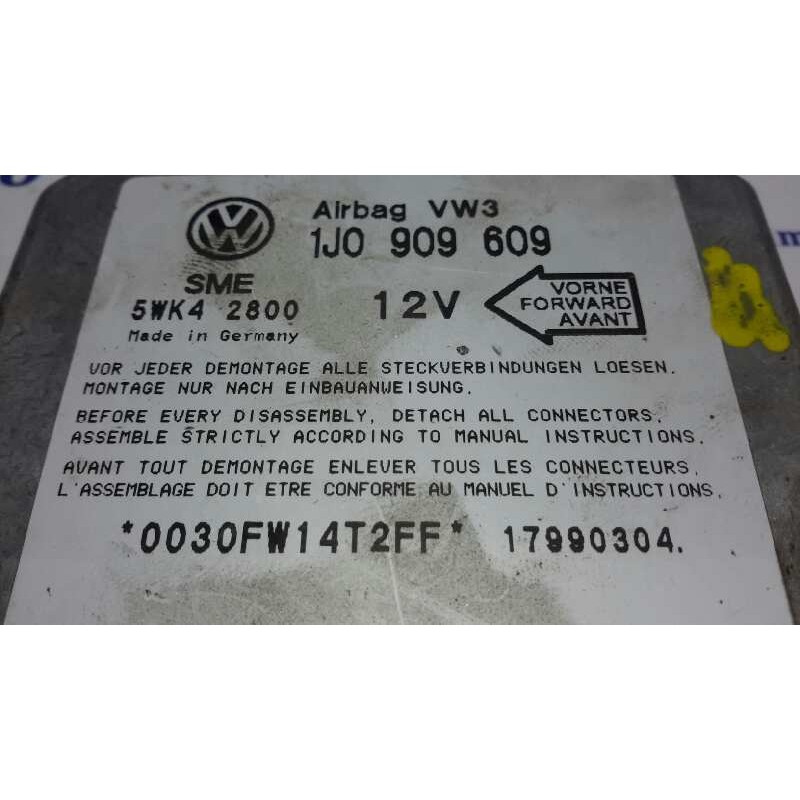 Airbag VW3
1J0 909 609
SME
5WK4 2800
12V
VORNE
FORWARD
AVANT
Made in Germany
VOR JEDER DEMONTAGE ALLE STECKVERBINDUNGEN LOESEN.
MONTAGE NUR NACH EINBAUANWEISUNG.
BEFORE EVERY DISASSEMBLY, DETACH ALL CONNECTORS.
ASSEMBLE STRICTLY ACCORDING TO MANUAL INSTRUCTIONS.
AVANT TOUT DEMONTAGE ENLEVER TOUS LES CONNECTEURS.
L'ASSEMBLAGE DOIT ETRE CONFORME AU MANUEL D'INSTRUCTIONS.
*0030FW14T2FF* 17990304.